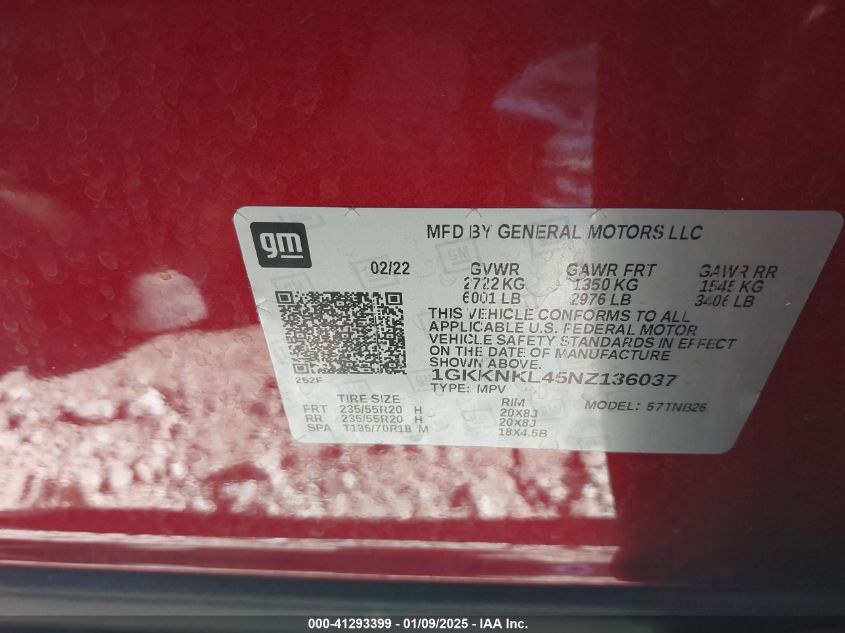 gm
MFD BY GENERAL MOTORS LLC
02/22
GVWR GAWR FRT GAWR RR
2722 KG 1350 KG 1545 KG
6001 LB 2976 LB 3406 LB
THIS VEHICLE CONFORMS TO ALL
APPLICABLE U.S. FEDERAL MOTOR
VEHICLE SAFETY STANDARDS IN EFFECT
ON THE DATE OF MANUFACTURE
SHOWN ABOVE.
1GKKNKL45NZ136037
TYPE: MPV
252F
TIRE SIZE RIM MODEL: 57TNB26
FRT 235/55R20 H 20X8J
RR 235/55R20 H 20X8J
SPA T135/70R18 M 18X4.5B
000-41293399 - 01/09/2025 - IAA Inc.